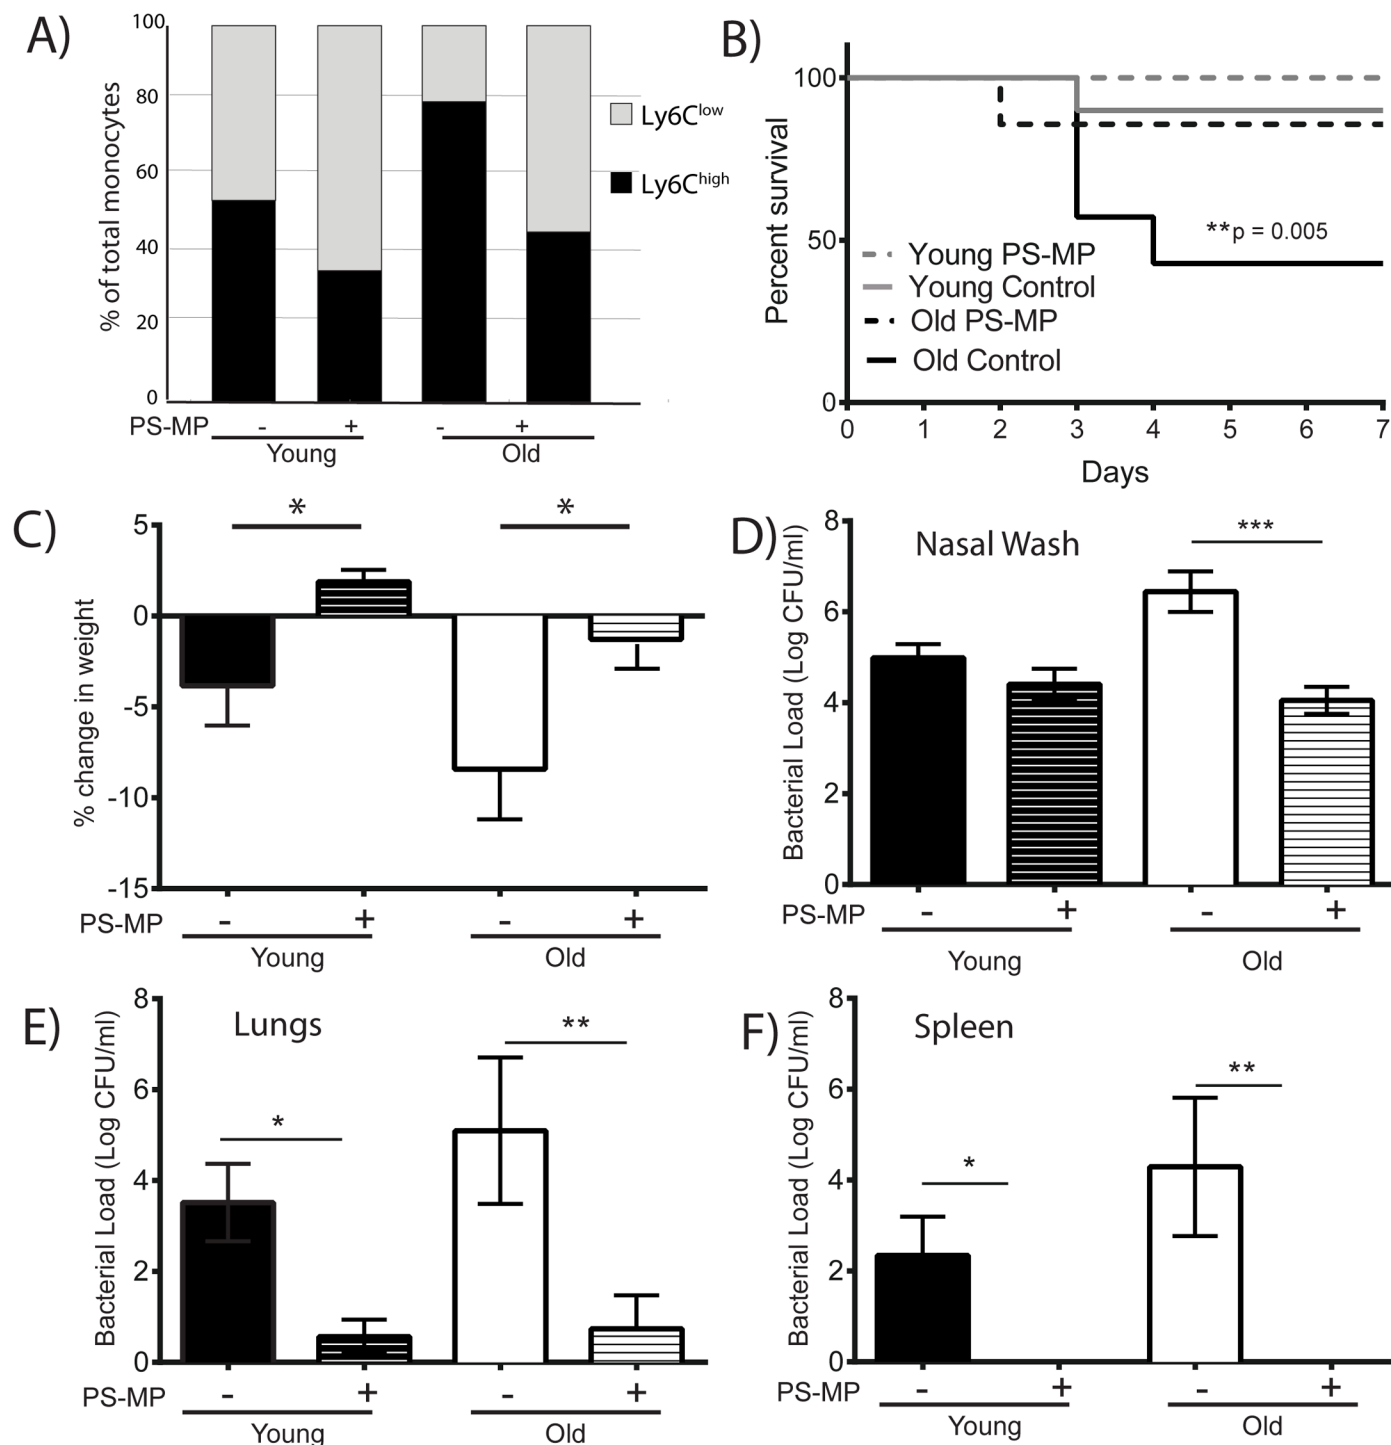 A)
% of total monocytes
100
80
60
40
20
0
Ly6Clow
Ly6Chigh
PS-MP - + - +
Young Old
B)
Percent survival
100
50
0
**p = 0.005
Young PS-MP
Young Control
Old PS-MP
Old Control
0 1 2 3 4 5 6 7
Days
C)
% change in weight
5
0
-5
-10
-15
* *
PS-MP - + - +
Young Old
D)
Nasal Wash
Bacterial Load (Log CFU/ml)
8
6
4
2
0
***
PS-MP - + - +
Young Old
E)
Lungs
Bacterial Load (Log CFU/ml)
8
6
4
2
0
* **
PS-MP - + - +
Young Old
F)
Spleen
Bacterial Load (Log CFU/ml)
8
6
4
2
0
* **
PS-MP - + - +
Young Old